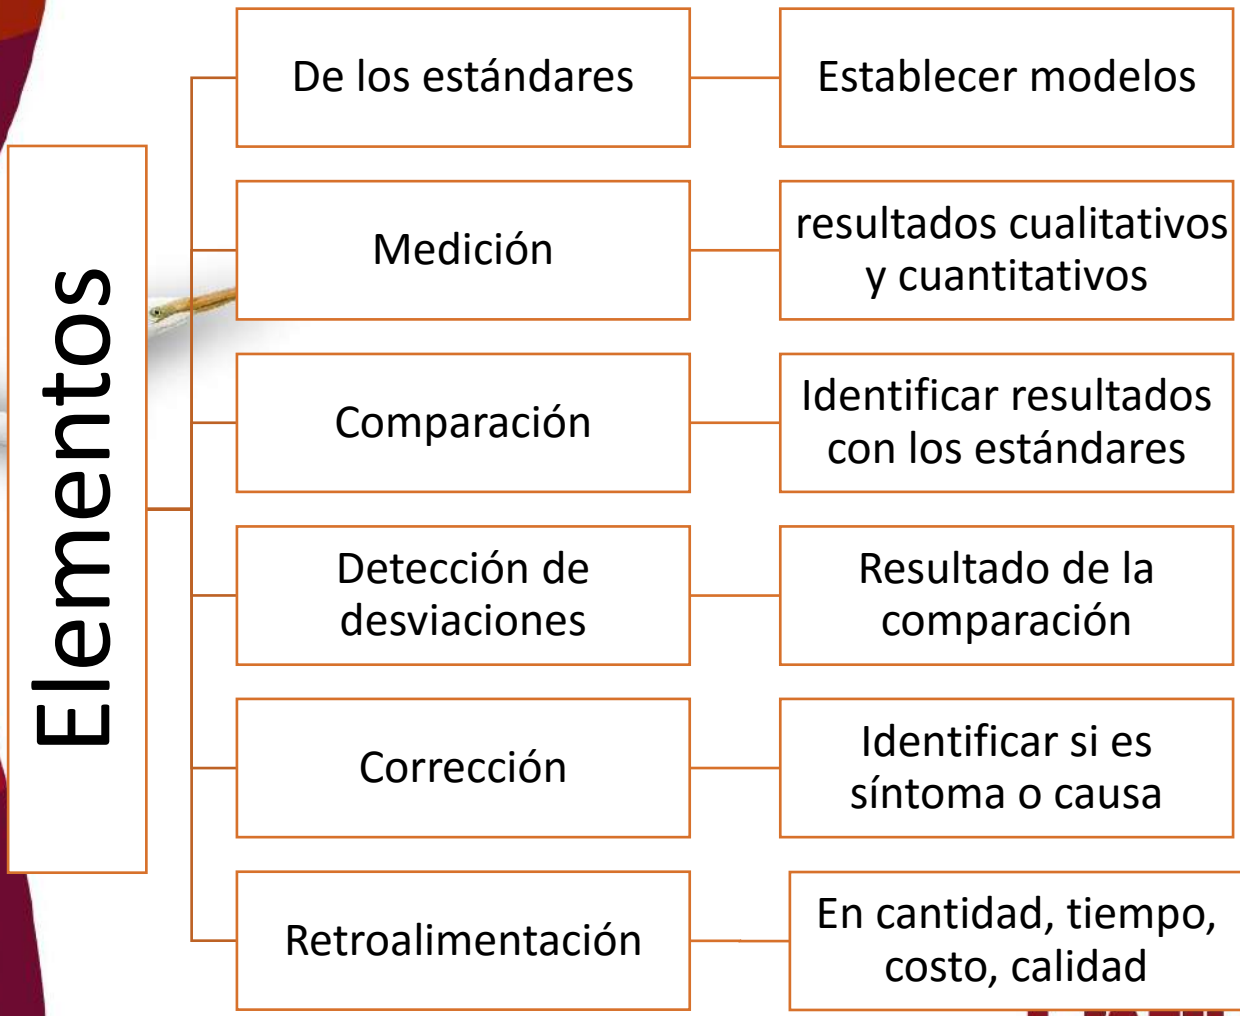 Elementos
De los estándares
Establecer modelos
Medición
resultados cualitativos
y cuantitativos
Comparación
Identificar resultados
con los estándares
Detección de
desviaciones
Resultado de la
comparación
Corrección
Identificar si es
síntoma o causa
Retroalimentación
En cantidad, tiempo,
costo, calidad